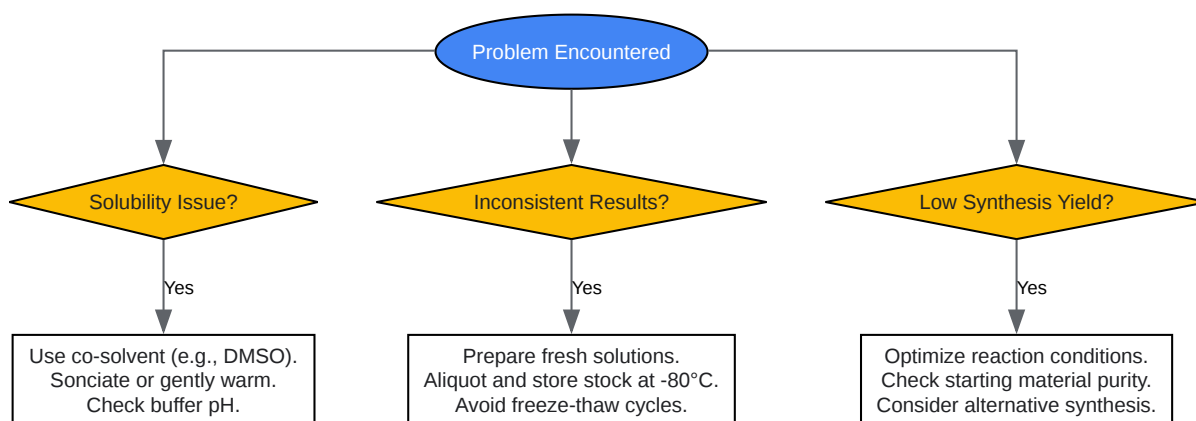 Problem Encountered
Solubility Issue?
Inconsistent Results?
Low Synthesis Yield?
Yes
Yes
Yes
Use co-solvent (e.g., DMSO).
Sonciate or gently warm.
Check buffer pH.
Prepare fresh solutions.
Aliquot and store stock at -80°C.
Avoid freeze-thaw cycles.
Optimize reaction conditions.
Check starting material purity.
Consider alternative synthesis.